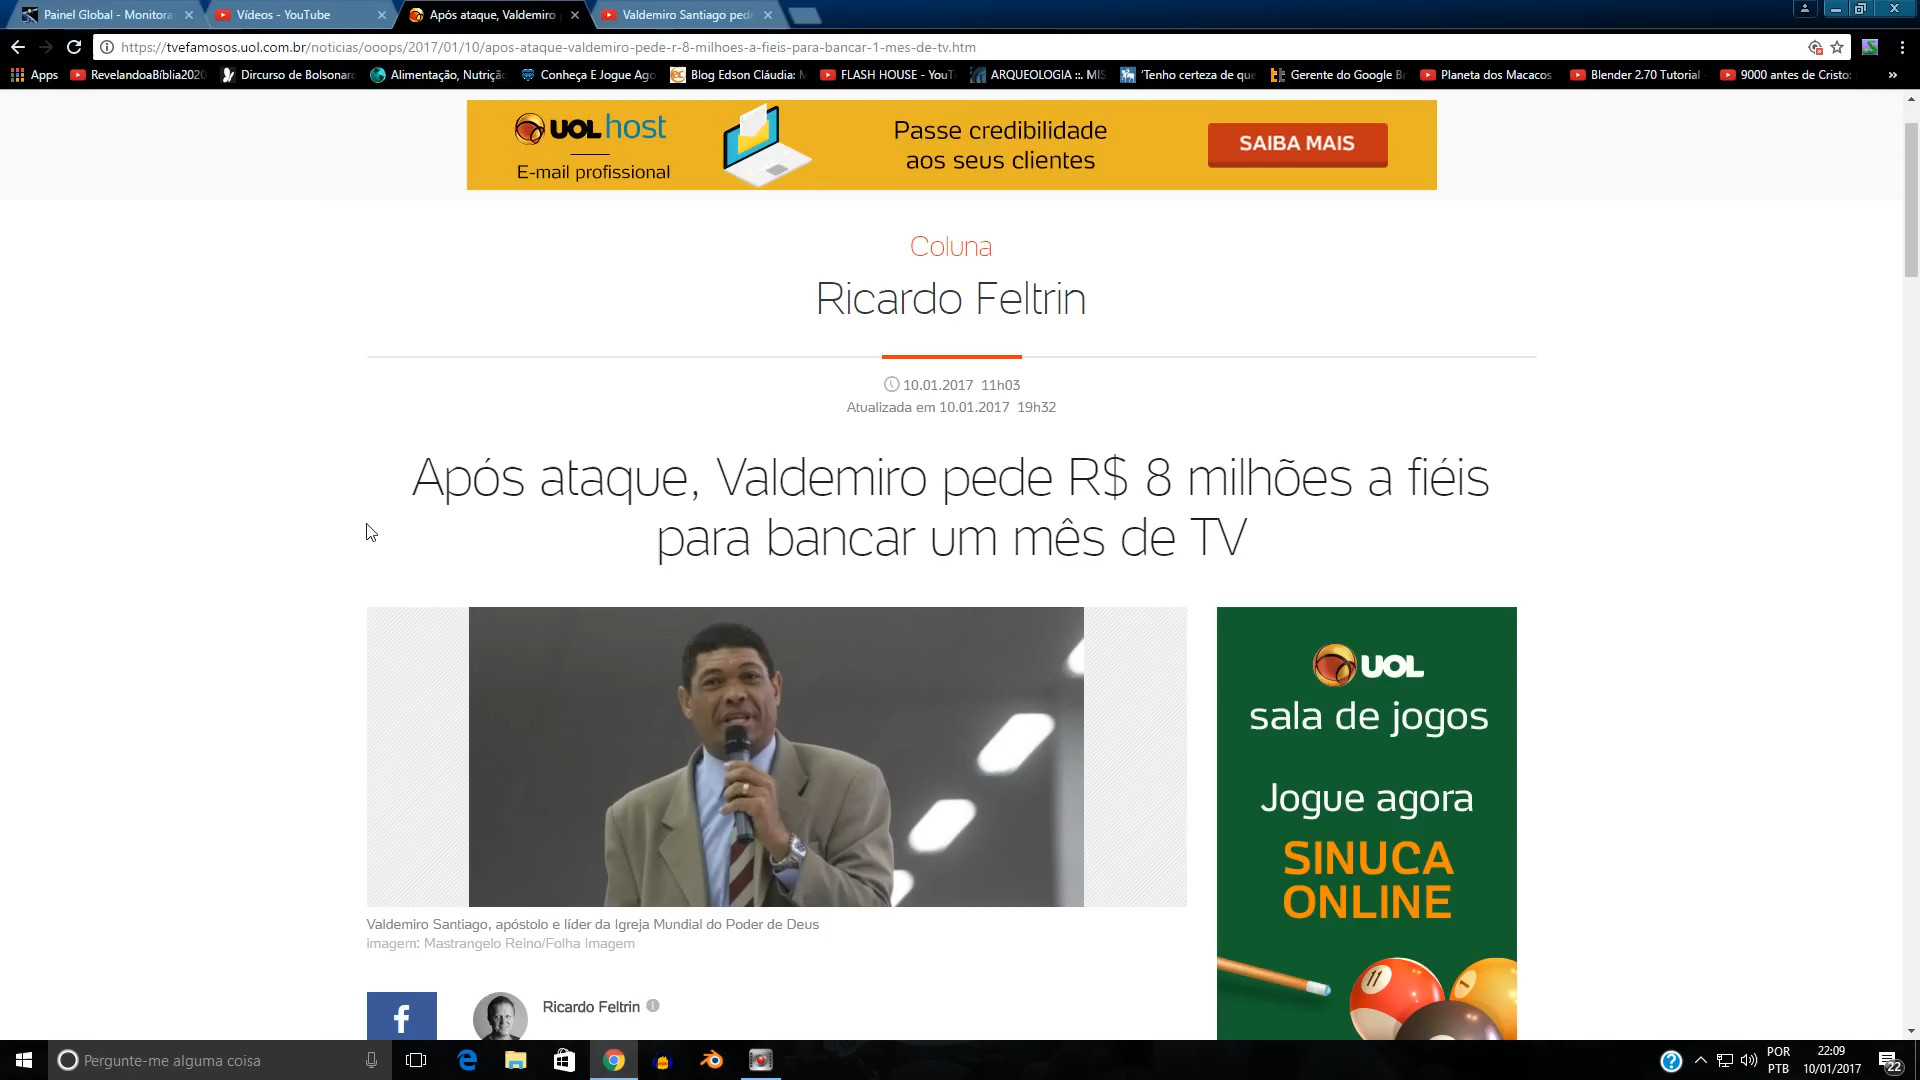 Painel Global - Monitora
Vídeos - YouTube
Após ataque, Valdemiro
Valdemiro Santiago pede
https://tvefamosos.uol.com.br/noticias/ooops/2017/01/10/apos-ataque-valdemiro-pede-r-8-milhoes-a-fieis-para-bancar-1-mes-de-tv.htm
Apps
RevelandoaBíblia2020
Dircurso de Bolsonaro
Alimentação, Nutrição
Conheça E Jogue Ago
Blog Edson Cláudia: M
FLASH HOUSE - YouT
ARQUEOLOGIA ::. MIS
'Tenho certeza de que
Gerente do Google Br
Planeta dos Macacos
Blender 2.70 Tutorial
9000 antes de Cristo:
»
UOL host
E-mail profissional
Passe credibilidade
aos seus clientes
SAIBA MAIS
Coluna
Ricardo Feltrin
10.01.2017 11h03
Atualizada em 10.01.2017 19h32
Após ataque, Valdemiro pede R$ 8 milhões a fiéis
para bancar um mês de TV
UOL
sala de jogos
Jogue agora
SINUCA
ONLINE
11
1
Valdemiro Santiago, apóstolo e líder da Igreja Mundial do Poder de Deus
imagem: Mastrangelo Reino/Folha Imagem
f
Ricardo Feltrin
Pergunte-me alguma coisa
POR
PTB
22:09
10/01/2017
22